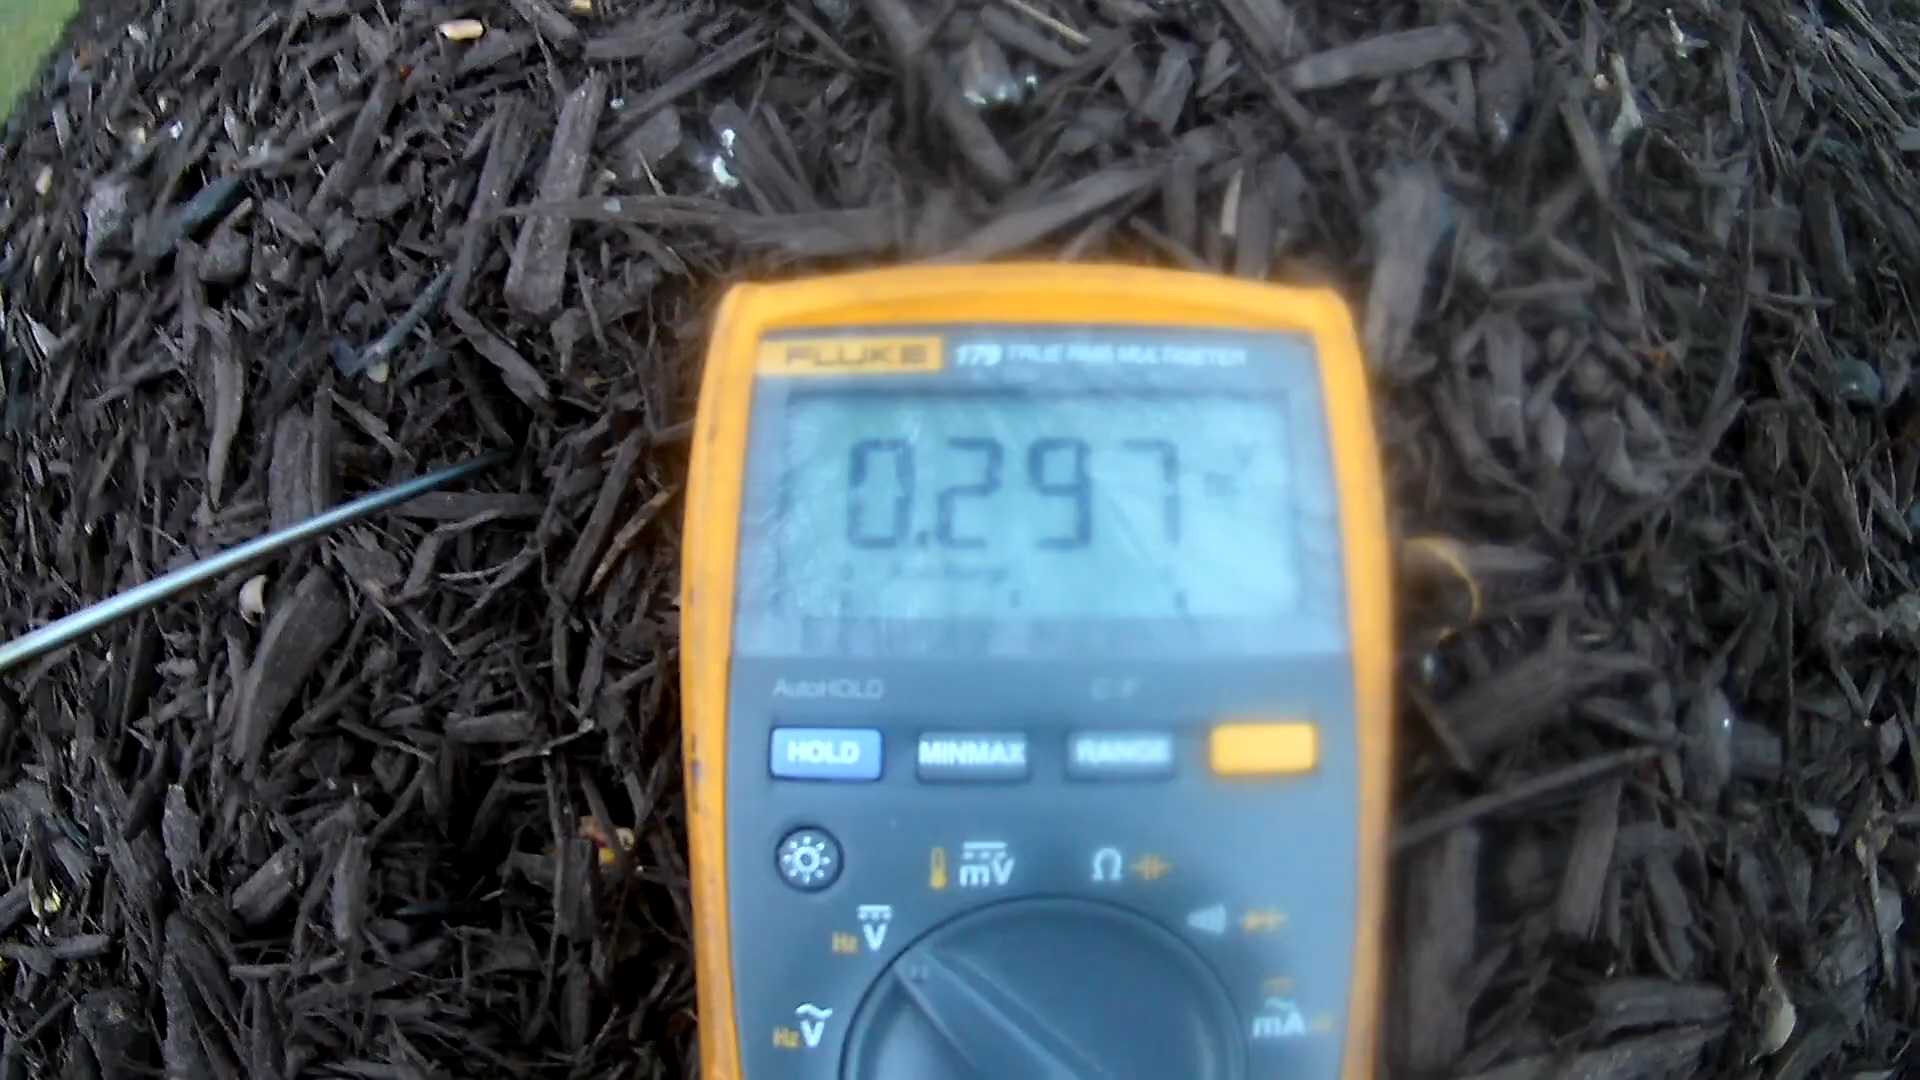 FLUKE 179 TRUE RMS MULTIMETER
0.297 V
AutoHOLD
HOLD MINMAX RANGE
mV Ω
Hz V
Hz V
mA